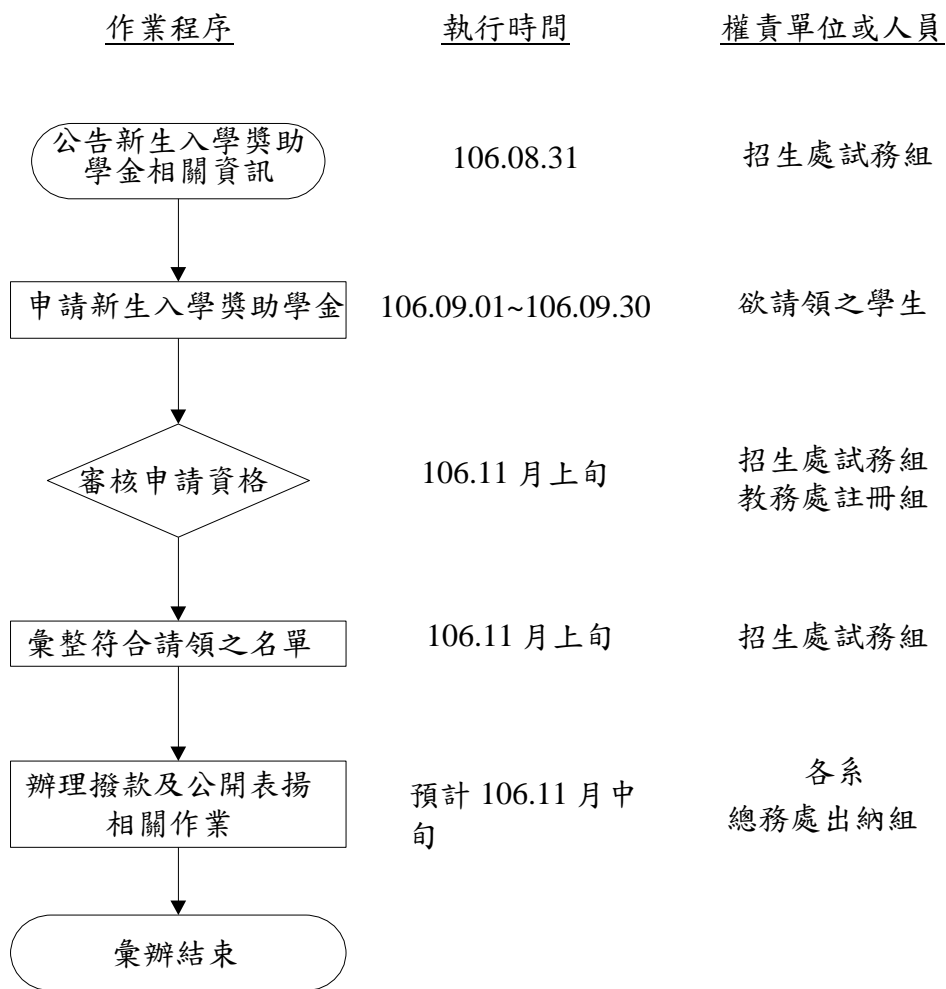 作業程序 執行時間 權責單位或人員
公告新生入學獎助
學金相關資訊
106.08.31
招生處試務組
申請新生入學獎助學金
106.09.01~106.09.30
欲請領之學生
審核申請資格
106.11 月上旬
招生處試務組
教務處註冊組
彙整符合請領之名單
106.11 月上旬
招生處試務組
辦理撥款及公開表揚
相關作業
預計 106.11 月中
旬
各系
總務處出納組
彙辦結束